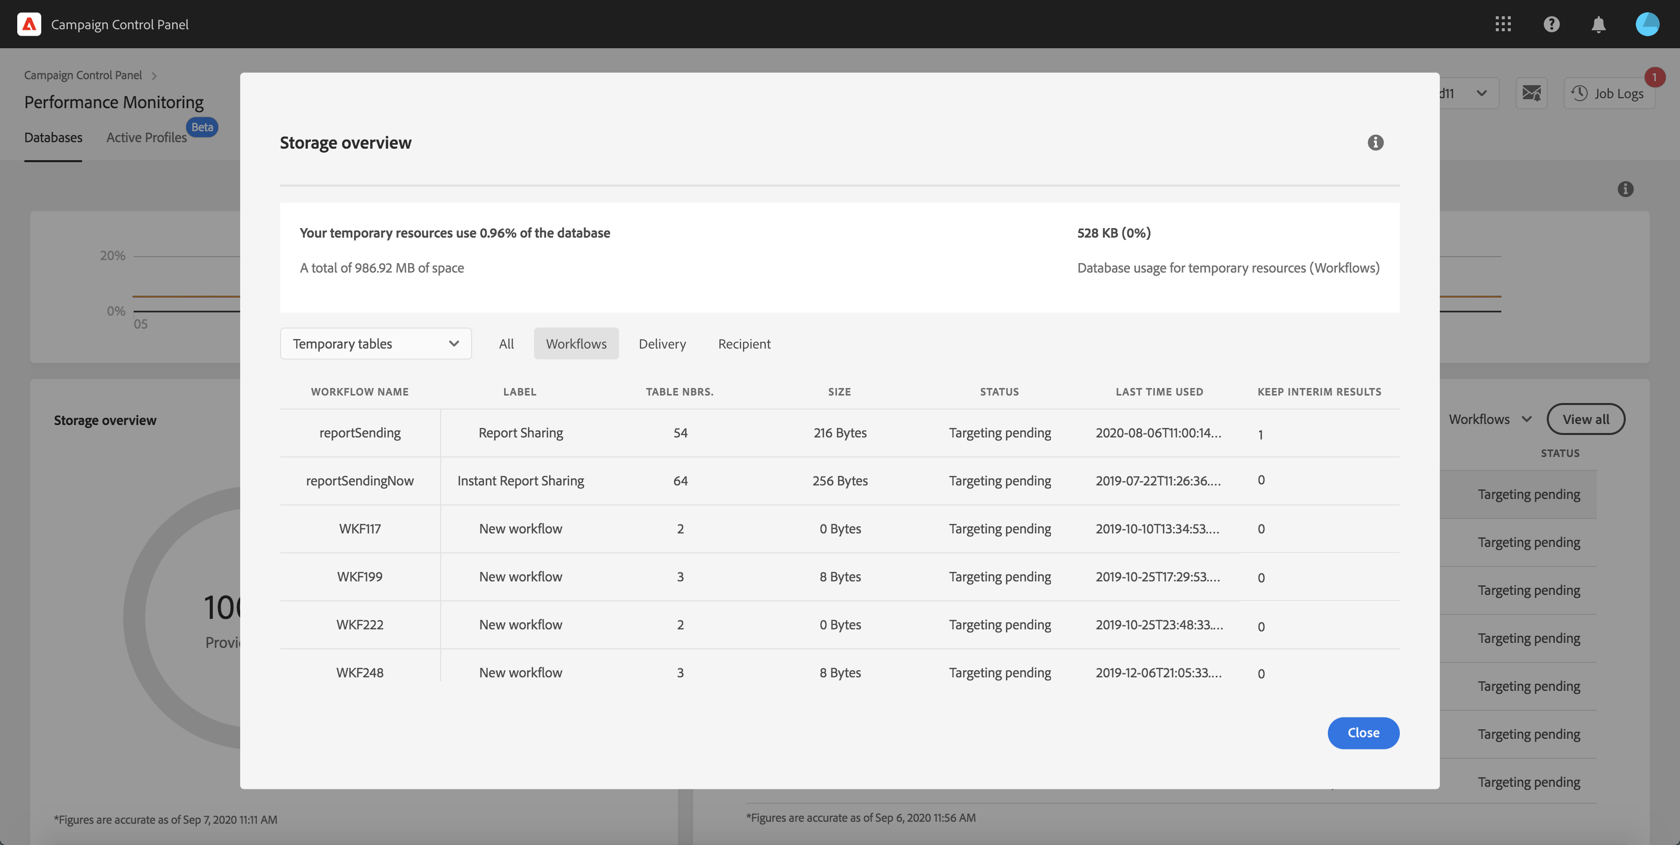 Campaign Control Panel
Campaign Control Panel
Performance Monitoring
Databases
Active Profiles
Beta
d11
Job Logs
1
Storage overview
Your temporary resources use 0.96% of the database
A total of 986.92 MB of space
528 KB (0%)
Database usage for temporary resources (Workflows)
20%
0%
05
Temporary tables
All
Workflows
Delivery
Recipient
WORKFLOW NAME LABEL TABLE NBRS. SIZE STATUS LAST TIME USED KEEP INTERIM RESULTS
reportSending Report Sharing 54 216 Bytes Targeting pending 2020-08-06T11:00:14... 1
reportSendingNow Instant Report Sharing 64 256 Bytes Targeting pending 2019-07-22T11:26:36.... 0
WKF117 New workflow 2 0 Bytes Targeting pending 2019-10-10T13:34:53.... 0
WKF199 New workflow 3 8 Bytes Targeting pending 2019-10-25T17:29:53.... 0
WKF222 New workflow 2 0 Bytes Targeting pending 2019-10-25T23:48:33.... 0
WKF248 New workflow 3 8 Bytes Targeting pending 2019-12-06T21:05:33.... 0
Close
Storage overview
Workflows
View all
STATUS
Targeting pending
Targeting pending
Targeting pending
Targeting pending
Targeting pending
Targeting pending
Targeting pending
*Figures are accurate as of Sep 7, 2020 11:11 AM
*Figures are accurate as of Sep 6, 2020 11:56 AM